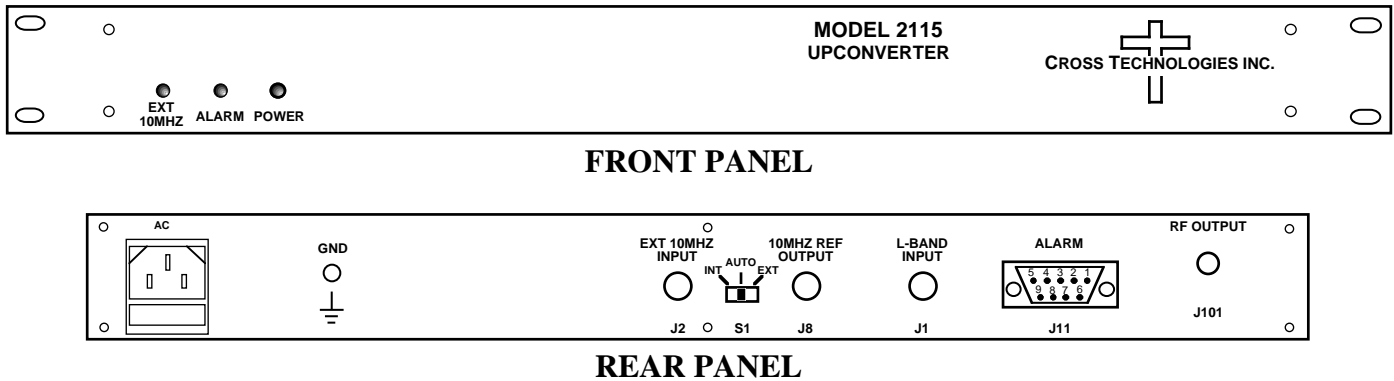 MODEL 2115
UPCONVERTER
CROSS TECHNOLOGIES INC.
EXT
10MHZ
ALARM
POWER
FRONT PANEL
AC
GND
EXT 10MHZ
INPUT
INT
AUTO
EXT
10MHZ REF
OUTPUT
L-BAND
INPUT
ALARM
RF OUTPUT
5 4 3 2 1
9 8 7 6
J2
S1
J8
J1
J11
J101
REAR PANEL